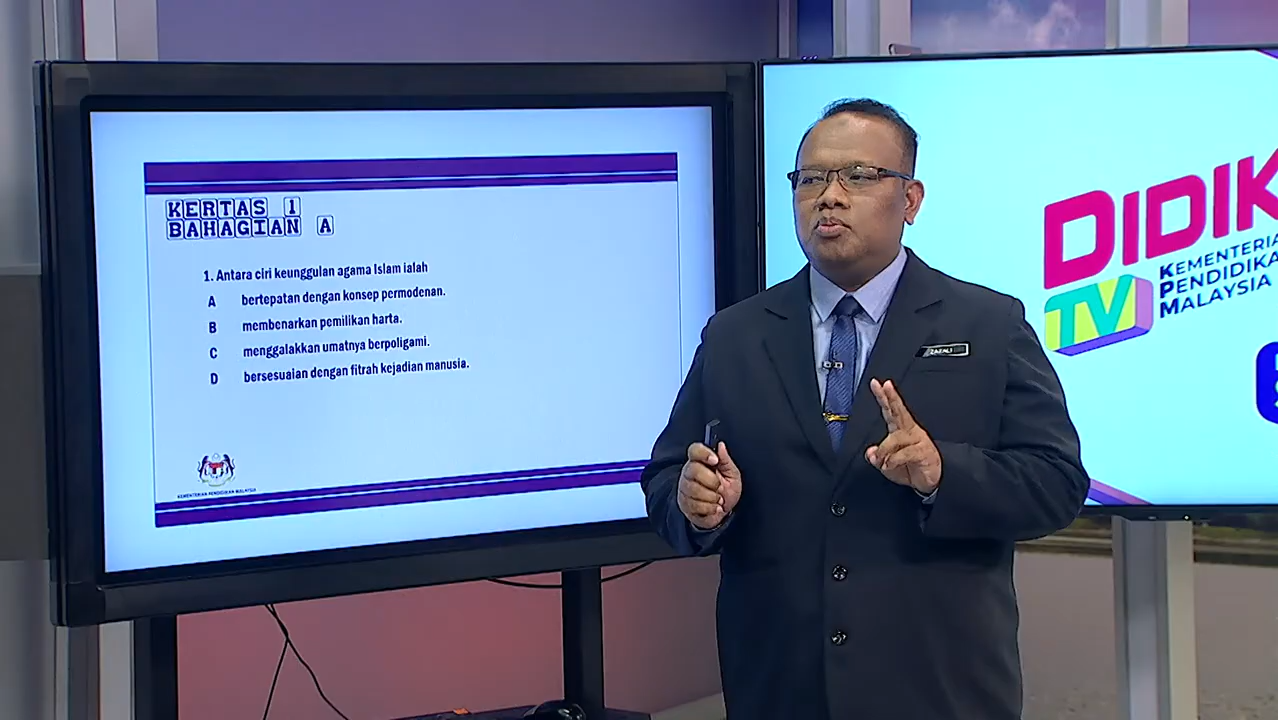 KERTAS 1
BAHAGIAN A
1. Antara ciri keunggulan agama Islam ialah
A bertepatan dengan konsep permodenan.
B membenarkan pemilikan harta.
C menggalakkan umatnya berpoligami.
D bersesuaian dengan fitrah kejadian manusia.
KEMENTERIAN PENDIDIKAN MALAYSIA
DIDIK
TV
KEMENTERIA
PENDIDIKA
MALAYSIA